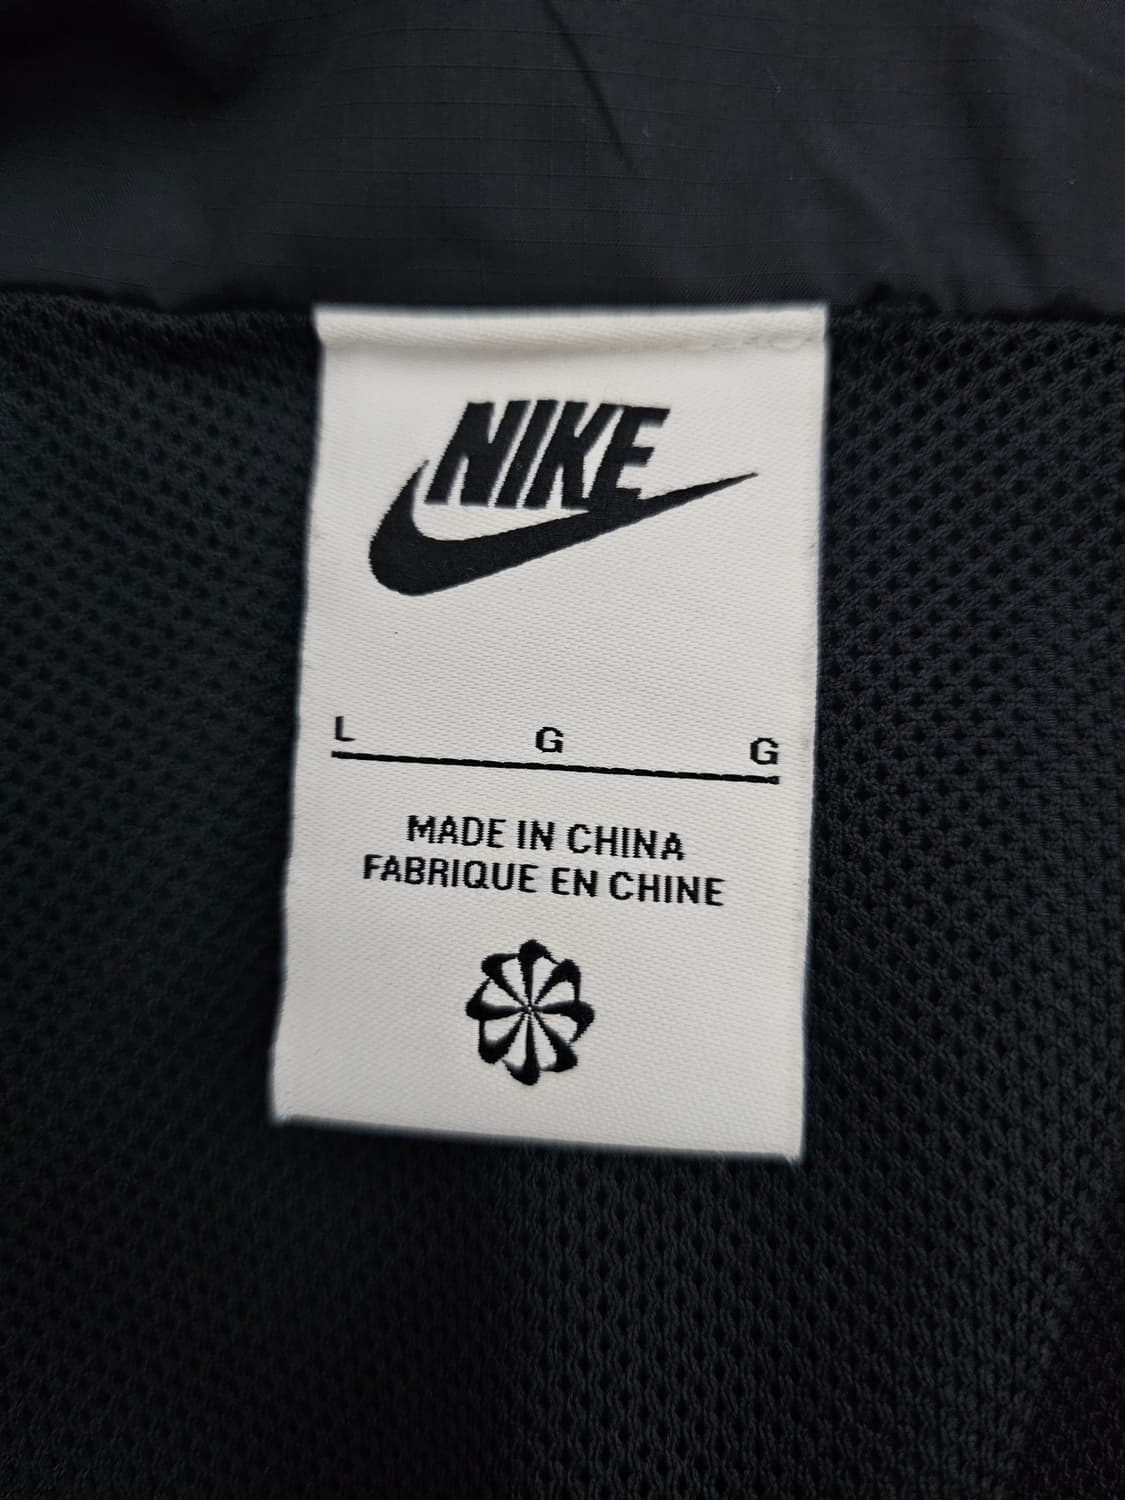 NIKE
L G G
MADE IN CHINA
FABRIQUE EN CHINE